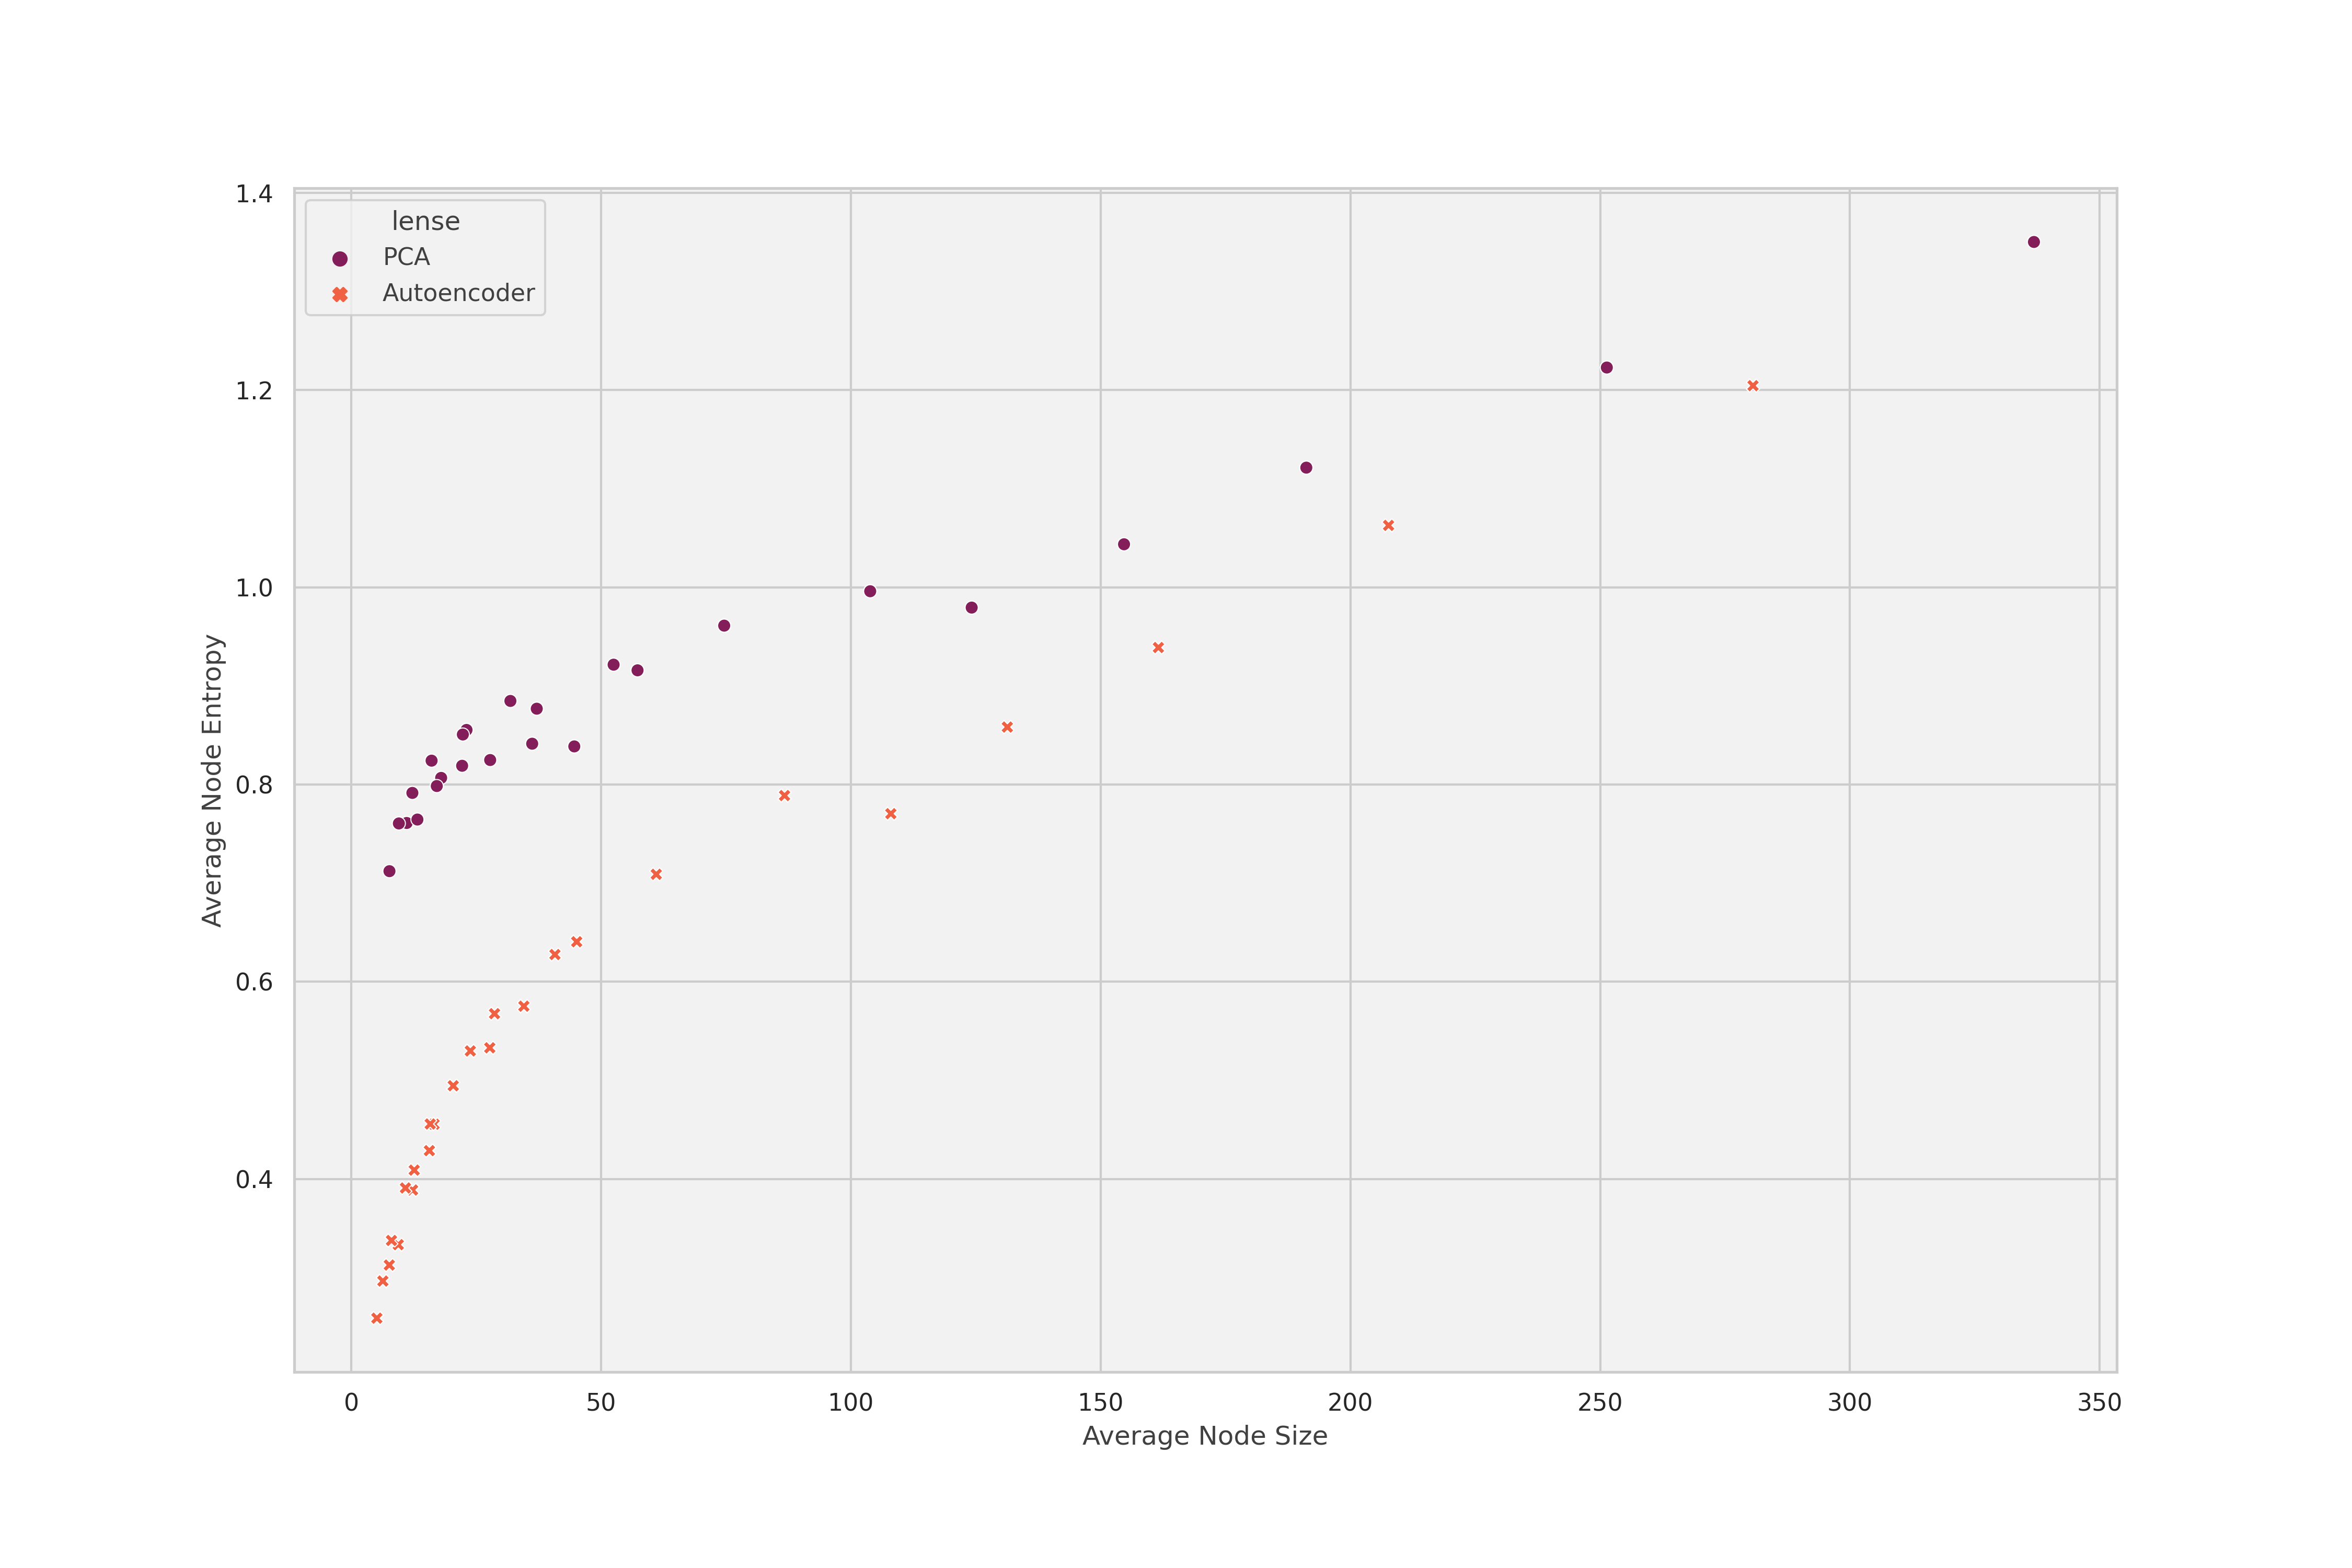 1.4
lense
PCA
Autoencoder
1.2
1.0
0.8
0.6
0.4
Average Node Entropy
0 50 100 150 200 250 300 350
Average Node Size